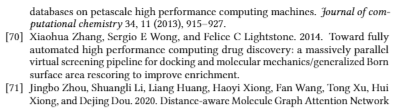 databases on petascale high performance computing machines. Journal of com-
putational chemistry 34, 11 (2013), 915–927.
[70] Xiaohua Zhang, Sergio E Wong, and Felice C Lightstone. 2014. Toward fully
automated high performance computing drug discovery: a massively parallel
virtual screening pipeline for docking and molecular mechanics/generalized Born
surface area rescoring to improve enrichment.
[71] Jingbo Zhou, Shuangli Li, Liang Huang, Haoyi Xiong, Fan Wang, Tong Xu, Hui
Xiong, and Dejing Dou. 2020. Distance-aware Molecule Graph Attention Network